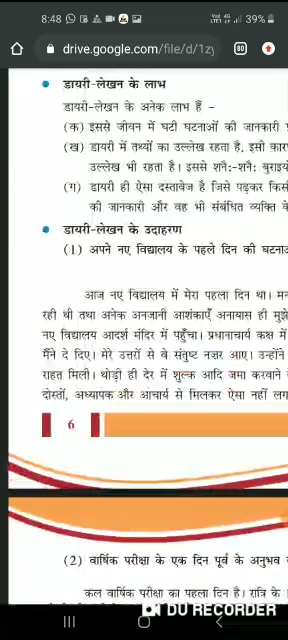 8:48
39%
drive.google.com/file/d/1zy
80
डायरी-लेखन के लाभ
डायरी-लेखन के अनेक लाभ हैं -
(क) इससे जीवन में घटी घटनाओं की जानकारी
(ख) डायरी में तथ्यों का उल्लेख रहता है, इसी कार
उल्लेख भी रहता है। इससे शनै:-शनै: बुराइयो
(ग) डायरी ही ऐसा दस्तावेज है जिसे पढ़कर किस
की जानकारी और वह भी संबंधित व्यक्ति के
डायरी-लेखन के उदाहरण
(1) अपने नए विद्यालय के पहले दिन की घटना
आज नए विद्यालय में मेरा पहला दिन था। मन
रही थी तथा अनेक अनजानी आशंकाएँ अनायास ही मुझे
नए विद्यालय आदर्श मंदिर में पहुँचा। प्रधानाचार्य कक्ष में
मैंने दे दिए। मेरे उत्तरों से वे संतुष्ट नज़र आए। उन्होंने
राहत मिली। थोड़ी ही देर में शुल्क आदि जमा करवाने
दोस्तों, अध्यापक और आचार्य से मिलकर ऐसा नहीं लग
6
(2) वार्षिक परीक्षा के एक दिन पूर्व के अनुभव
कल वार्षिक परीक्षा का पहला दिन है। रात्रि के
DU RECORDER